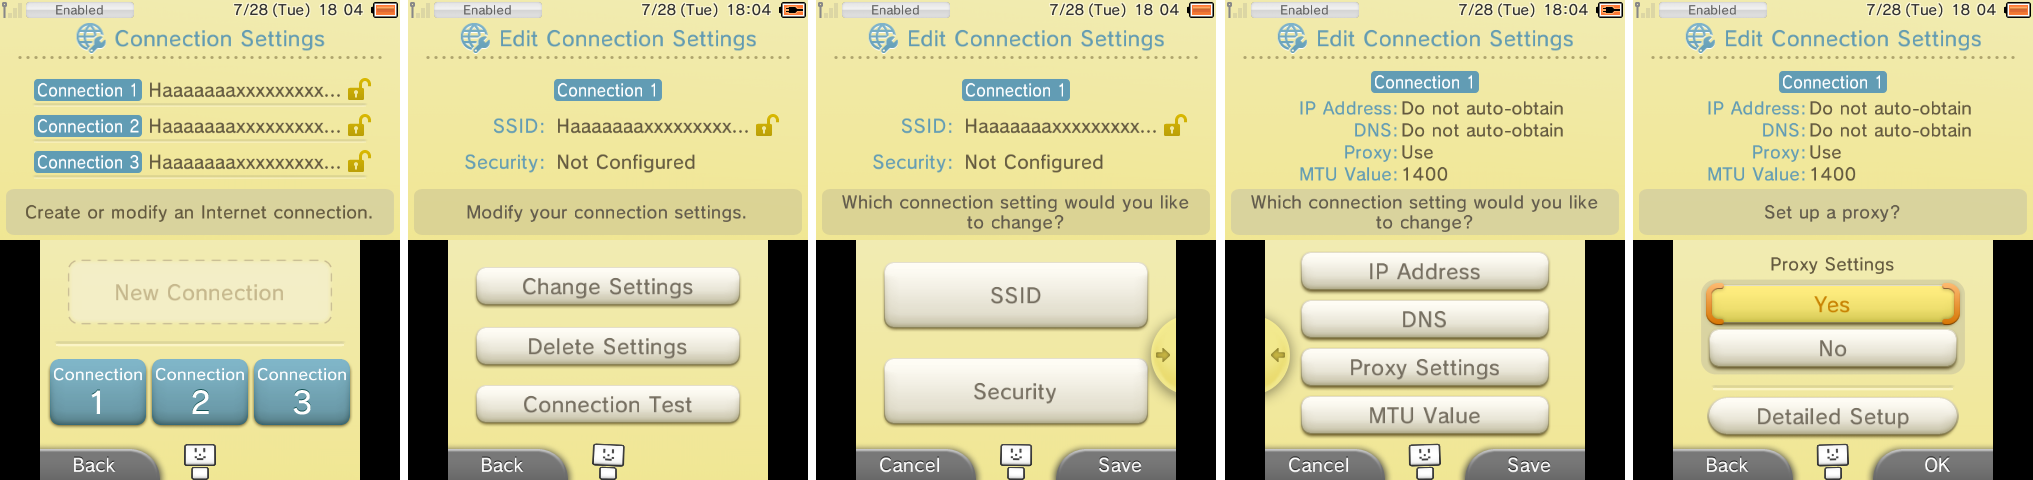 Enabled
7/28 (Tue) 18 04
Connection Settings
Connection 1 Haaaaaaaxxxxxxxxx...
Connection 2 Haaaaaaaxxxxxxxxx...
Connection 3 Haaaaaaaxxxxxxxxx...
Create or modify an Internet connection.
New Connection
Connection 1
Connection 2
Connection 3
Back
Enabled
7/28 (Tue) 18:04
Edit Connection Settings
Connection 1
SSID: Haaaaaaaxxxxxxxxx...
Security: Not Configured
Modify your connection settings.
Change Settings
Delete Settings
Connection Test
Back
Enabled
7/28 (Tue) 18 04
Edit Connection Settings
Connection 1
SSID: Haaaaaaaxxxxxxxxx...
Security: Not Configured
Which connection setting would you like
to change?
SSID
Security
Cancel
Save
Enabled
7/28 (Tue) 18:04
Edit Connection Settings
Connection 1
IP Address: Do not auto-obtain
DNS: Do not auto-obtain
Proxy: Use
MTU Value: 1400
Which connection setting would you like
to change?
IP Address
DNS
Proxy Settings
MTU Value
Cancel
Save
Enabled
7/28 (Tue) 18 04
Edit Connection Settings
Connection 1
IP Address: Do not auto-obtain
DNS: Do not auto-obtain
Proxy: Use
MTU Value: 1400
Set up a proxy?
Proxy Settings
Yes
No
Detailed Setup
Back
OK